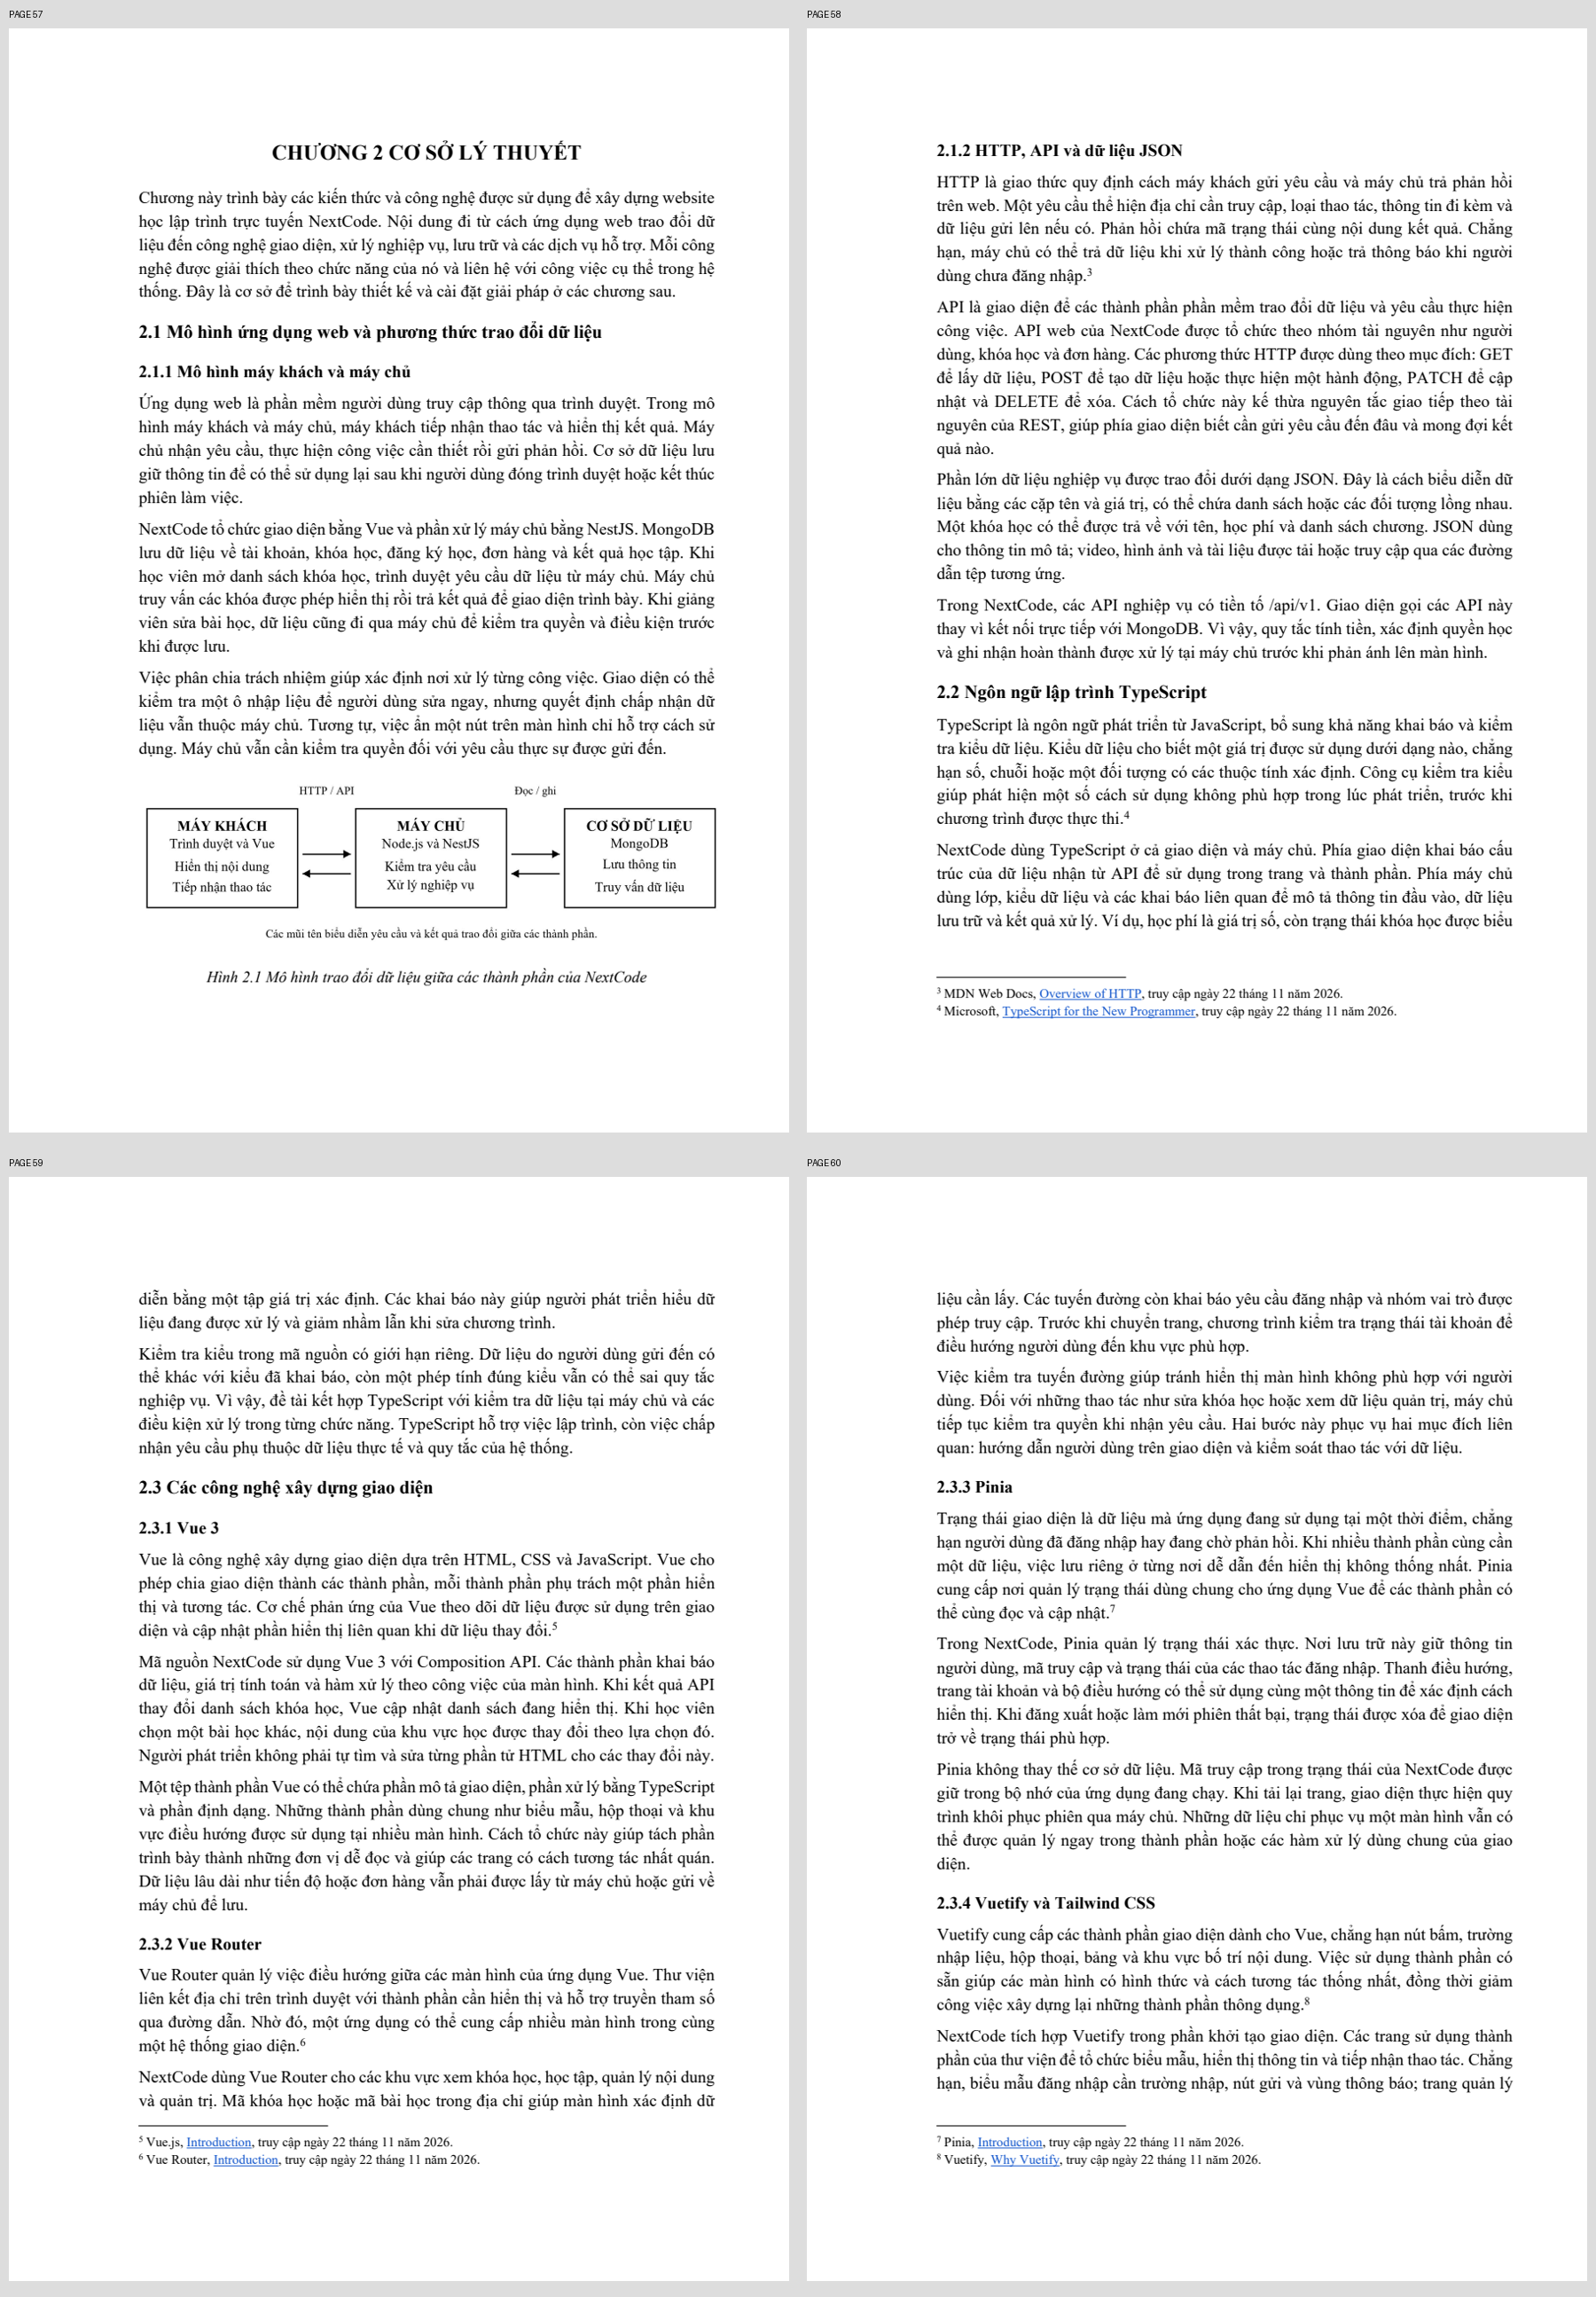 PAGE 57
CHƯƠNG 2 CƠ SỞ LÝ THUYẾT
Chương này trình bày các kiến thức và công nghệ được sử dụng để xây dựng website
học lập trình trực tuyến NextCode. Nội dung đi từ cách ứng dụng web trao đổi dữ
liệu đến công nghệ giao diện, xử lý nghiệp vụ, lưu trữ và các dịch vụ hỗ trợ. Mỗi công
nghệ được giải thích theo chức năng của nó và liên hệ với công việc cụ thể trong hệ
thống. Đây là cơ sở để trình bày thiết kế và cài đặt giải pháp ở các chương sau.
2.1 Mô hình ứng dụng web và phương thức trao đổi dữ liệu
2.1.1 Mô hình máy khách và máy chủ
Ứng dụng web là phần mềm người dùng truy cập thông qua trình duyệt. Trong mô
hình máy khách và máy chủ, máy khách tiếp nhận thao tác và hiển thị kết quả. Máy
chủ nhận yêu cầu, thực hiện công việc cần thiết rồi gửi phản hồi. Cơ sở dữ liệu lưu
giữ thông tin để có thể sử dụng lại sau khi người dùng đóng trình duyệt hoặc kết thúc
phiên làm việc.
NextCode tổ chức giao diện bằng Vue và phần xử lý máy chủ bằng NestJS. MongoDB
lưu dữ liệu về tài khoản, khóa học, đăng ký học, đơn hàng và kết quả học tập. Khi
học viên mở danh sách khóa học, trình duyệt yêu cầu dữ liệu từ máy chủ. Máy chủ
truy vấn các khóa được phép hiển thị rồi trả kết quả để giao diện trình bày. Khi giảng
viên sửa bài học, dữ liệu cũng đi qua máy chủ để kiểm tra quyền và điều kiện trước
khi được lưu.
Việc phân chia trách nhiệm giúp xác định nơi xử lý từng công việc. Giao diện có thể
kiểm tra một ô nhập liệu để người dùng sửa ngay, nhưng quyết định chấp nhận dữ
liệu vẫn thuộc máy chủ. Tương tự, việc ẩn một nút trên màn hình chỉ hỗ trợ cách sử
dụng. Máy chủ vẫn cần kiểm tra quyền đối với yêu cầu thực sự được gửi đến.
HTTP / API
Đọc / ghi
MÁY KHÁCH
Trình duyệt và Vue
Hiển thị nội dung
Tiếp nhận thao tác
MÁY CHỦ
Node.js và NestJS
Kiểm tra yêu cầu
Xử lý nghiệp vụ
CƠ SỞ DỮ LIỆU
MongoDB
Lưu thông tin
Truy vấn dữ liệu
Các mũi tên biểu diễn yêu cầu và kết quả trao đổi giữa các thành phần.
Hình 2.1 Mô hình trao đổi dữ liệu giữa các thành phần của NextCode
PAGE 58
2.1.2 HTTP, API và dữ liệu JSON
HTTP là giao thức quy định cách máy khách gửi yêu cầu và máy chủ trả phản hồi
trên web. Một yêu cầu thể hiện địa chỉ cần truy cập, loại thao tác, thông tin đi kèm và
dữ liệu gửi lên nếu có. Phản hồi chứa mã trạng thái cùng nội dung kết quả. Chẳng
hạn, máy chủ có thể trả dữ liệu khi xử lý thành công hoặc trả thông báo khi người
dùng chưa đăng nhập.3
API là giao diện để các thành phần phần mềm trao đổi dữ liệu và yêu cầu thực hiện
công việc. API web của NextCode được tổ chức theo nhóm tài nguyên như người
dùng, khóa học và đơn hàng. Các phương thức HTTP được dùng theo mục đích: GET
để lấy dữ liệu, POST để tạo dữ liệu hoặc thực hiện một hành động, PATCH để cập
nhật và DELETE để xóa. Cách tổ chức này kế thừa nguyên tắc giao tiếp theo tài
nguyên của REST, giúp phía giao diện biết cần gửi yêu cầu đến đâu và mong đợi kết
quả nào.
Phần lớn dữ liệu nghiệp vụ được trao đổi dưới dạng JSON. Đây là cách biểu diễn dữ
liệu bằng các cặp tên và giá trị, có thể chứa danh sách hoặc các đối tượng lồng nhau.
Một khóa học có thể được trả về với tên, học phí và danh sách chương. JSON dùng
cho thông tin mô tả; video, hình ảnh và tài liệu được tải hoặc truy cập qua các đường
dẫn tệp tương ứng.
Trong NextCode, các API nghiệp vụ có tiền tố /api/v1. Giao diện gọi các API này
thay vì kết nối trực tiếp với MongoDB. Vì vậy, quy tắc tính tiền, xác định quyền học
và ghi nhận hoàn thành được xử lý tại máy chủ trước khi phản ánh lên màn hình.
2.2 Ngôn ngữ lập trình TypeScript
TypeScript là ngôn ngữ phát triển từ JavaScript, bổ sung khả năng khai báo và kiểm
tra kiểu dữ liệu. Kiểu dữ liệu cho biết một giá trị được sử dụng dưới dạng nào, chẳng
hạn số, chuỗi hoặc một đối tượng có các thuộc tính xác định. Công cụ kiểm tra kiểu
giúp phát hiện một số cách sử dụng không phù hợp trong lúc phát triển, trước khi
chương trình được thực thi.4
NextCode dùng TypeScript ở cả giao diện và máy chủ. Phía giao diện khai báo cấu
trúc của dữ liệu nhận từ API để sử dụng trong trang và thành phần. Phía máy chủ
dùng lớp, kiểu dữ liệu và các khai báo liên quan để mô tả thông tin đầu vào, dữ liệu
lưu trữ và kết quả xử lý. Ví dụ, học phí là giá trị số, còn trạng thái khóa học được biểu
3 MDN Web Docs, Overview of HTTP, truy cập ngày 22 tháng 11 năm 2026.
4 Microsoft, TypeScript for the New Programmer, truy cập ngày 22 tháng 11 năm 2026.
PAGE 59
diễn bằng một tập giá trị xác định. Các khai báo này giúp người phát triển hiểu dữ
liệu đang được xử lý và giảm nhầm lẫn khi sửa chương trình.
Kiểm tra kiểu trong mã nguồn có giới hạn riêng. Dữ liệu do người dùng gửi đến có
thể khác với kiểu đã khai báo, còn một phép tính đúng kiểu vẫn có thể sai quy tắc
nghiệp vụ. Vì vậy, đề tài kết hợp TypeScript với kiểm tra dữ liệu tại máy chủ và các
điều kiện xử lý trong từng chức năng. TypeScript hỗ trợ việc lập trình, còn việc chấp
nhận yêu cầu phụ thuộc dữ liệu thực tế và quy tắc của hệ thống.
2.3 Các công nghệ xây dựng giao diện
2.3.1 Vue 3
Vue là công nghệ xây dựng giao diện dựa trên HTML, CSS và JavaScript. Vue cho
phép chia giao diện thành các thành phần, mỗi thành phần phụ trách một phần hiển
thị và tương tác. Cơ chế phản ứng của Vue theo dõi dữ liệu được sử dụng trên giao
diện và cập nhật phần hiển thị liên quan khi dữ liệu thay đổi.5
Mã nguồn NextCode sử dụng Vue 3 với Composition API. Các thành phần khai báo
dữ liệu, giá trị tính toán và hàm xử lý theo công việc của màn hình. Khi kết quả API
thay đổi danh sách khóa học, Vue cập nhật danh sách đang hiển thị. Khi học viên
chọn một bài học khác, nội dung của khu vực học được thay đổi theo lựa chọn đó.
Người phát triển không phải tự tìm và sửa từng phần tử HTML cho các thay đổi này.
Một tệp thành phần Vue có thể chứa phần mô tả giao diện, phần xử lý bằng TypeScript
và phần định dạng. Những thành phần dùng chung như biểu mẫu, hộp thoại và khu
vực điều hướng được sử dụng tại nhiều màn hình. Cách tổ chức này giúp tách phần
trình bày thành những đơn vị dễ đọc và giúp các trang có cách tương tác nhất quán.
Dữ liệu lâu dài như tiến độ hoặc đơn hàng vẫn phải được lấy từ máy chủ hoặc gửi về
máy chủ để lưu.
2.3.2 Vue Router
Vue Router quản lý việc điều hướng giữa các màn hình của ứng dụng Vue. Thư viện
liên kết địa chỉ trên trình duyệt với thành phần cần hiển thị và hỗ trợ truyền tham số
qua đường dẫn. Nhờ đó, một ứng dụng có thể cung cấp nhiều màn hình trong cùng
một hệ thống giao diện.6
NextCode dùng Vue Router cho các khu vực xem khóa học, học tập, quản lý nội dung
và quản trị. Mã khóa học hoặc mã bài học trong địa chỉ giúp màn hình xác định dữ
5 Vue.js, Introduction, truy cập ngày 22 tháng 11 năm 2026.
6 Vue Router, Introduction, truy cập ngày 22 tháng 11 năm 2026.
PAGE 60
liệu cần lấy. Các tuyến đường còn khai báo yêu cầu đăng nhập và nhóm vai trò được
phép truy cập. Trước khi chuyển trang, chương trình kiểm tra trạng thái tài khoản để
điều hướng người dùng đến khu vực phù hợp.
Việc kiểm tra tuyến đường giúp tránh hiển thị màn hình không phù hợp với người
dùng. Đối với những thao tác như sửa khóa học hoặc xem dữ liệu quản trị, máy chủ
tiếp tục kiểm tra quyền khi nhận yêu cầu. Hai bước này phục vụ hai mục đích liên
quan: hướng dẫn người dùng trên giao diện và kiểm soát thao tác với dữ liệu.
2.3.3 Pinia
Trạng thái giao diện là dữ liệu mà ứng dụng đang sử dụng tại một thời điểm, chẳng
hạn người dùng đã đăng nhập hay đang chờ phản hồi. Khi nhiều thành phần cùng cần
một dữ liệu, việc lưu riêng ở từng nơi dễ dẫn đến hiển thị không thống nhất. Pinia
cung cấp nơi quản lý trạng thái dùng chung cho ứng dụng Vue để các thành phần có
thể cùng đọc và cập nhật.7
Trong NextCode, Pinia quản lý trạng thái xác thực. Nơi lưu trữ này giữ thông tin
người dùng, mã truy cập và trạng thái của các thao tác đăng nhập. Thanh điều hướng,
trang tài khoản và bộ điều hướng có thể sử dụng cùng một thông tin để xác định cách
hiển thị. Khi đăng xuất hoặc làm mới phiên thất bại, trạng thái được xóa để giao diện
trở về trạng thái phù hợp.
Pinia không thay thế cơ sở dữ liệu. Mã truy cập trong trạng thái của NextCode được
giữ trong bộ nhớ của ứng dụng đang chạy. Khi tải lại trang, giao diện thực hiện quy
trình khôi phục phiên qua máy chủ. Những dữ liệu chỉ phục vụ một màn hình vẫn có
thể được quản lý ngay trong thành phần hoặc các hàm xử lý dùng chung của giao
diện.
2.3.4 Vuetify và Tailwind CSS
Vuetify cung cấp các thành phần giao diện dành cho Vue, chẳng hạn nút bấm, trường
nhập liệu, hộp thoại, bảng và khu vực bố trí nội dung. Việc sử dụng thành phần có
sẵn giúp các màn hình có hình thức và cách tương tác thống nhất, đồng thời giảm
công việc xây dựng lại những thành phần thông dụng.8
NextCode tích hợp Vuetify trong phần khởi tạo giao diện. Các trang sử dụng thành
phần của thư viện để tổ chức biểu mẫu, hiển thị thông tin và tiếp nhận thao tác. Chẳng
hạn, biểu mẫu đăng nhập cần trường nhập, nút gửi và vùng thông báo; trang quản lý
7 Pinia, Introduction, truy cập ngày 22 tháng 11 năm 2026.
8 Vuetify, Why Vuetify, truy cập ngày 22 tháng 11 năm 2026.